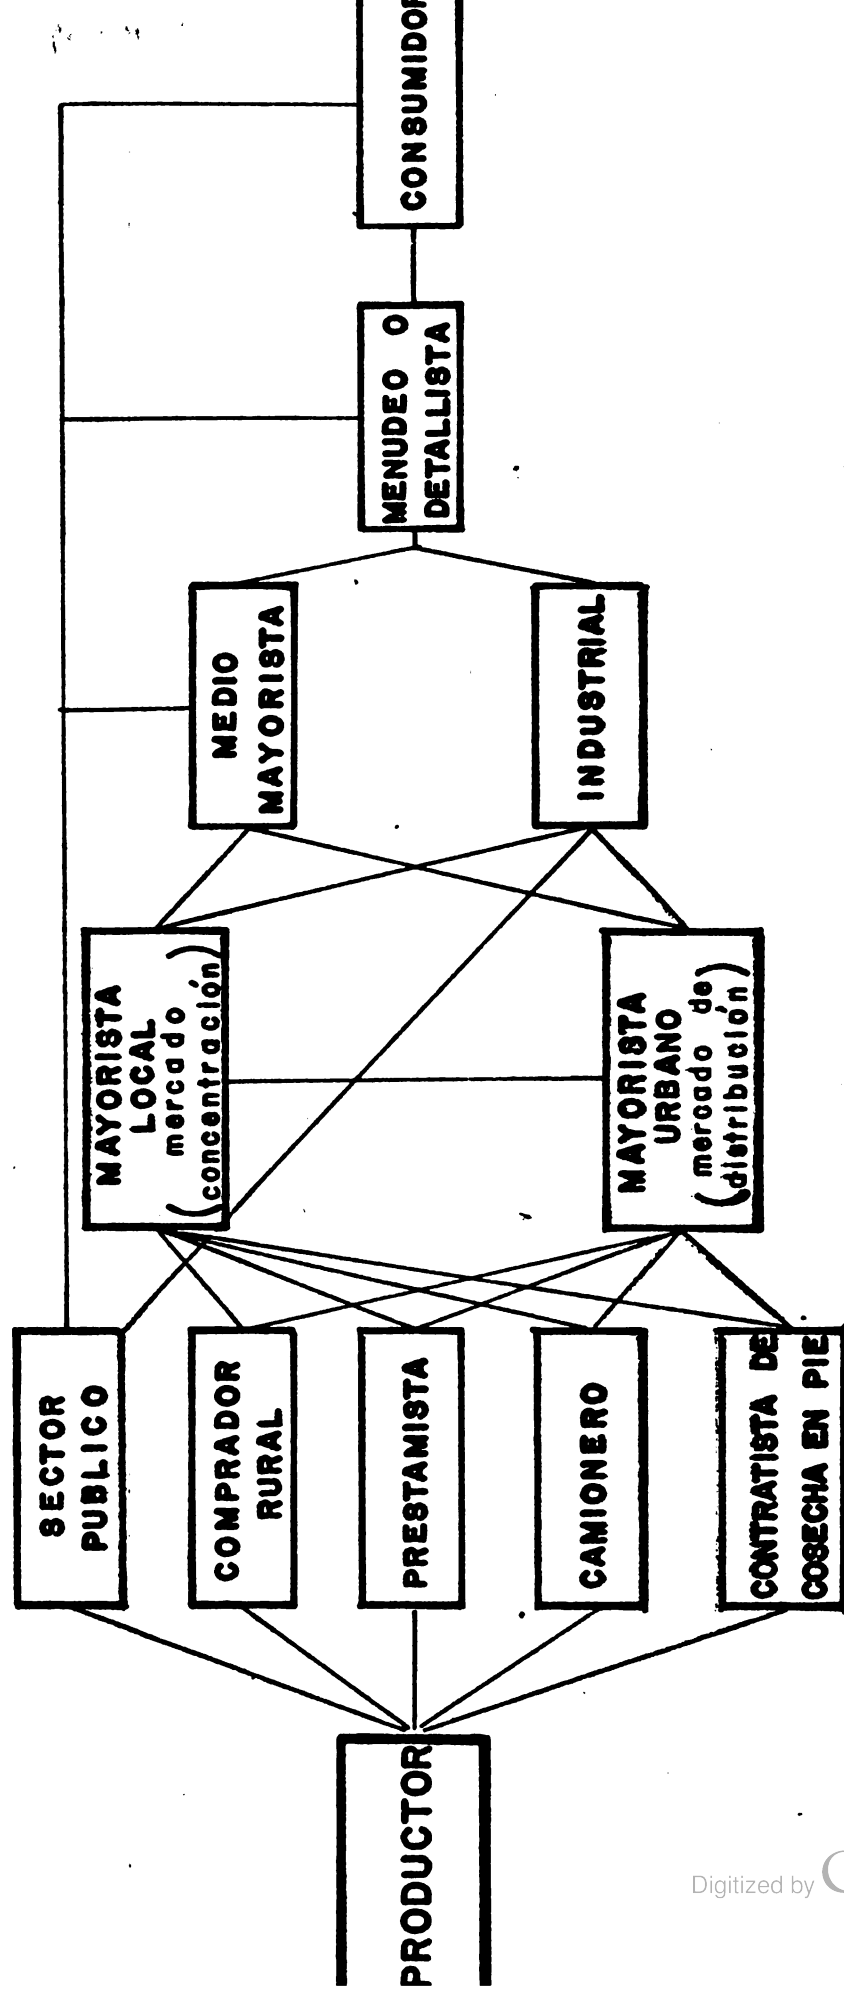 CONSUMIDOR
MENUDEO O
DETALLISTA
MEDIO
MAYORISTA
INDUSTRIAL
MAYORISTA
LOCAL
mercado
(concentración)
MAYORISTA
URBANO
(mercado de
distribución)
SECTOR
PUBLICO
COMPRADOR
RURAL
PRESTAMISTA
CAMIONERO
CONTRATISTA DE
COSECHA EN PIE
PRODUCTOR
Digitized by